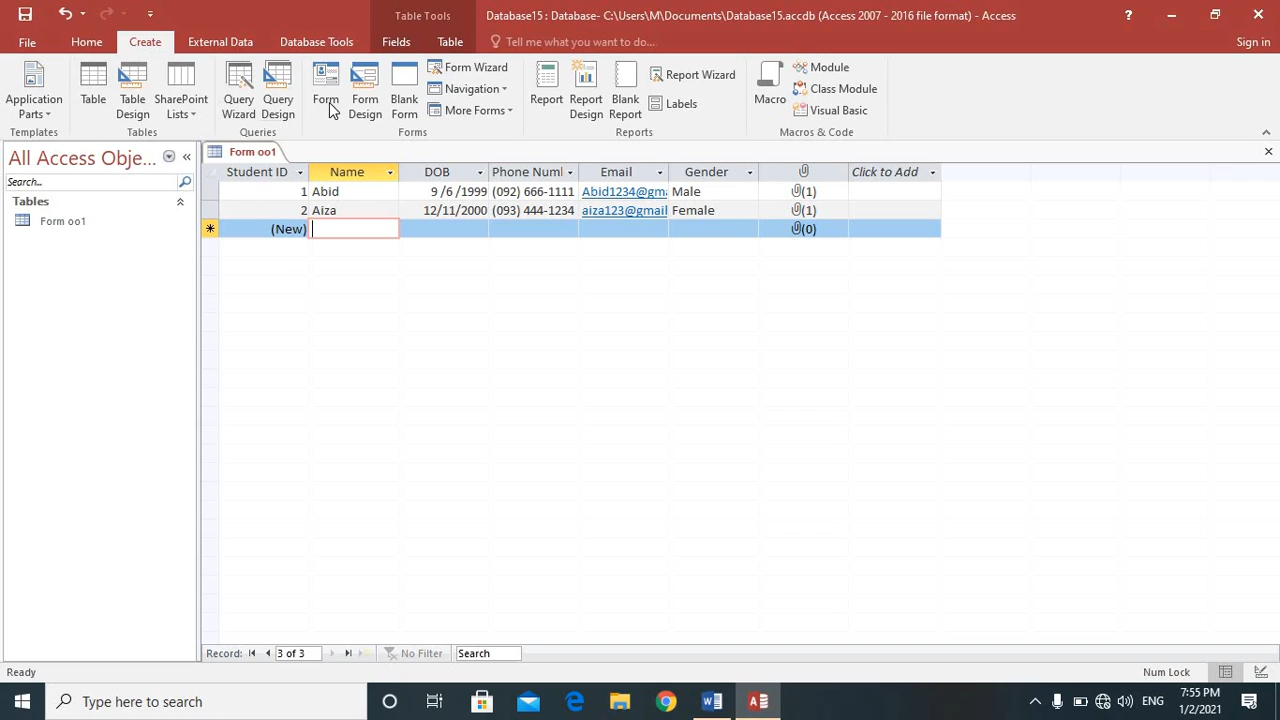 Table Tools
Database15 : Database- C:\Users\M\Documents\Database15.accdb (Access 2007 - 2016 file format) - Access
?
File Home Create External Data Database Tools Fields Table Tell me what you want to do... Sign in
Application Parts
Table
Table Design
SharePoint Lists
Query Wizard
Query Design
Form
Form Design
Blank Form
Form Wizard
Navigation
More Forms
Report
Report Design
Blank Report
Report Wizard
Labels
Macro
Module
Class Module
Visual Basic
Templates Tables Queries Forms Reports Macros & Code
All Access Obje...
Search...
Tables
Form oo1
Form oo1
Student ID Name DOB Phone Numl Email Gender Click to Add
1 Abid 9 /6 /1999 (092) 666-1111 Abid1234@gma Male (1)
2 Aiza 12/11/2000 (093) 444-1234 aiza123@gmail Female (1)
* (New) (0)
Record: 3 of 3 No Filter Search
Ready Num Lock
Type here to search
ENG
7:55 PM
1/2/2021